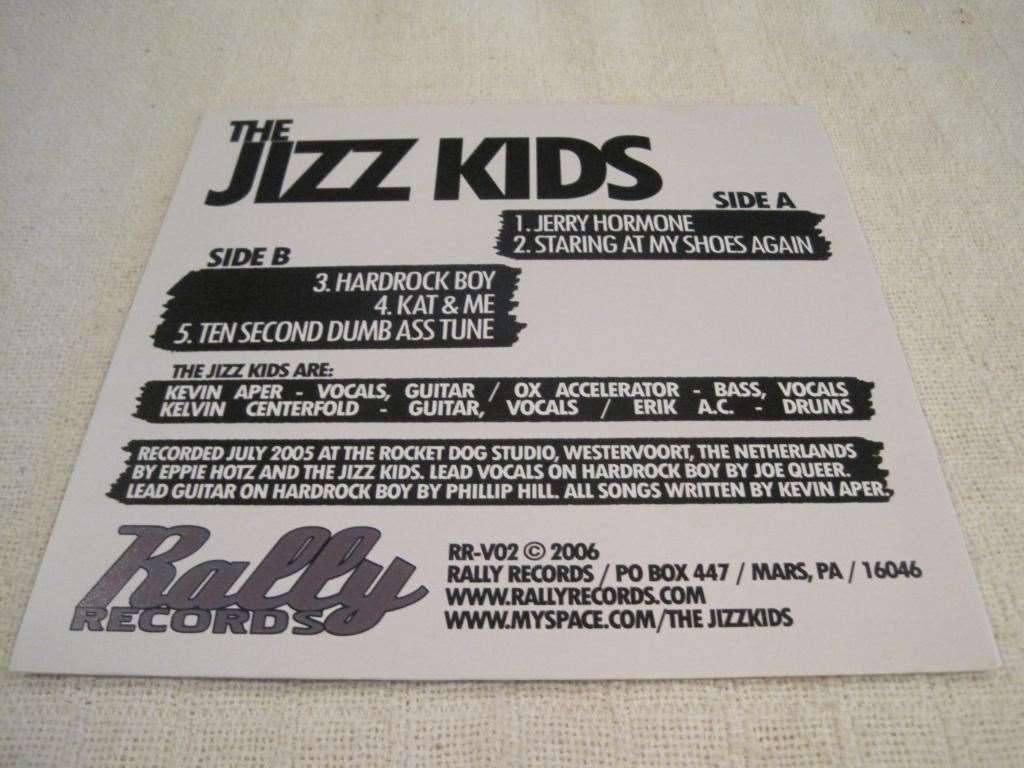 THE
JIZZ KIDS
SIDE A
1. JERRY HORMONE
2. STARING AT MY SHOES AGAIN
SIDE B
3. HARDROCK BOY
4. KAT & ME
5. TEN SECOND DUMB ASS TUNE
THE JIZZ KIDS ARE:
KEVIN APER - VOCALS, GUITAR / OX ACCELERATOR - BASS, VOCALS
KELVIN CENTERFOLD - GUITAR, VOCALS / ERIK A.C. - DRUMS
RECORDED JULY 2005 AT THE ROCKET DOG STUDIO, WESTERVOORT, THE NETHERLANDS
BY EPPIE HOTZ AND THE JIZZ KIDS. LEAD VOCALS ON HARDROCK BOY BY JOE QUEER.
LEAD GUITAR ON HARDROCK BOY BY PHILLIP HILL. ALL SONGS WRITTEN BY KEVIN APER.
Rally
RECORDS
RR-V02 © 2006
RALLY RECORDS / PO BOX 447 / MARS, PA / 16046
WWW.RALLYRECORDS.COM
WWW.MYSPACE.COM/THE JIZZKIDS